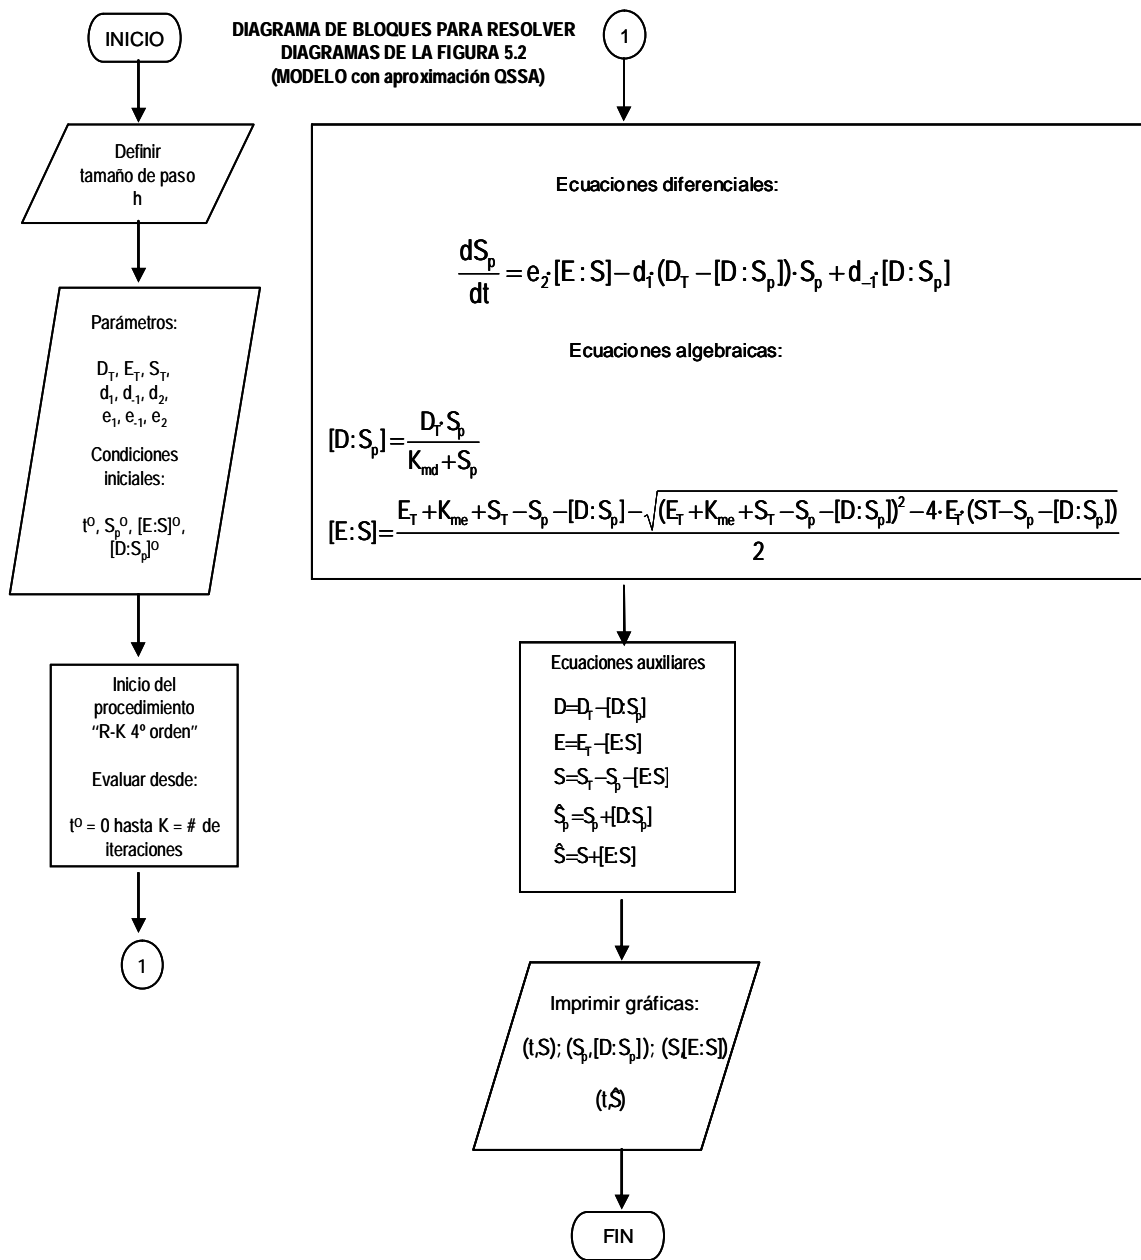 INICIO
DIAGRAMA DE BLOQUES PARA RESOLVER
DIAGRAMAS DE LA FIGURA 5.2
(MODELO con aproximación QSSA)
Definir
tamaño de paso
h
Parámetros:
D_T, E_T, S_T,
d_1, d_-1, d_2,
e_1, e_-1, e_2
Condiciones
iniciales:
t⁰, S_p⁰, [E:S]⁰,
[D:S_p]⁰
Inicio del
procedimiento
“R-K 4º orden”
Evaluar desde:
t⁰ = 0 hasta K = # de
iteraciones
1
1
Ecuaciones diferenciales:
dS_p/dt = e_2·[E:S] − d_1·(D_T − [D:S_p])·S_p + d_−1·[D:S_p]
Ecuaciones algebraicas:
[D:S_p] = D_T·S_p / (K_md + S_p)
[E:S] = (E_T + K_me + S_T − S_p − [D:S_p] − √((E_T + K_me + S_T − S_p − [D:S_p])² − 4·E_T·(ST − S_p − [D:S_p]))) / 2
Ecuaciones auxiliares
D=D_T−[D:S_p]
E=E_T−[E:S]
S=S_T−S_p−[E:S]
Ŝ_p=S_p+[D:S_p]
Ŝ=S+[E:S]
Imprimir gráficas:
(t,S); (S_p,[D:S_p]); (S,[E:S])
(t,Ŝ)
FIN